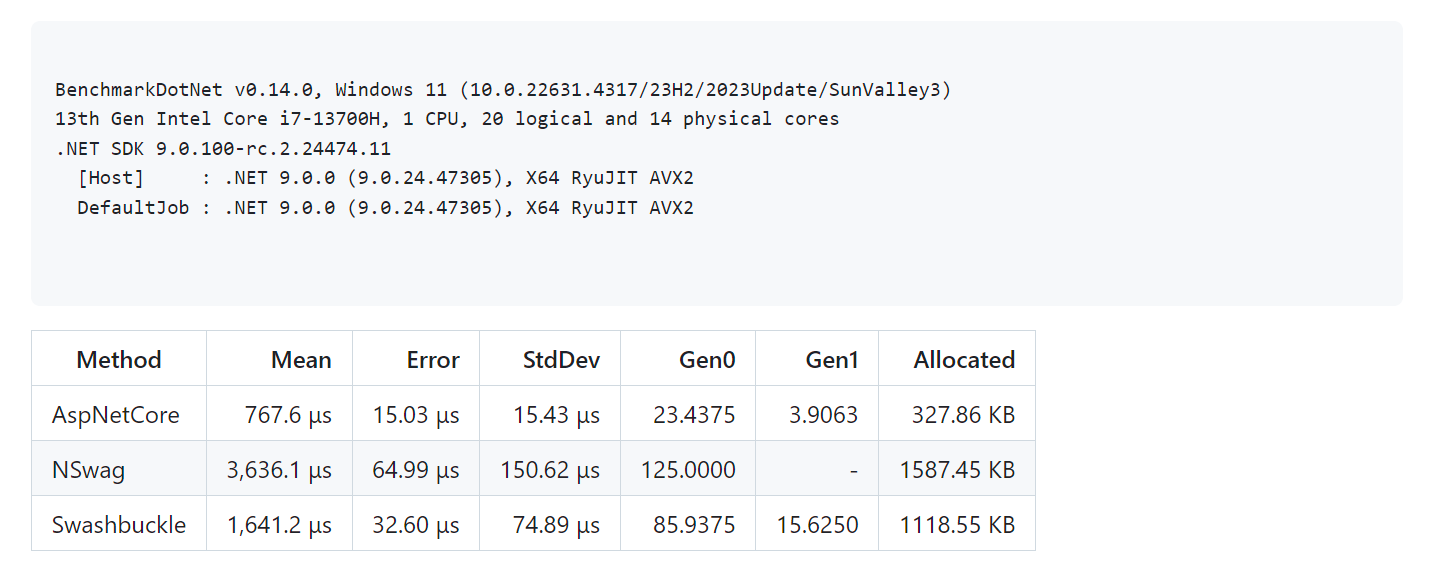 BenchmarkDotNet v0.14.0, Windows 11 (10.0.22631.4317/23H2/2023Update/SunValley3)
13th Gen Intel Core i7-13700H, 1 CPU, 20 logical and 14 physical cores
.NET SDK 9.0.100-rc.2.24474.11
[Host]     : .NET 9.0.0 (9.0.24.47305), X64 RyuJIT AVX2
DefaultJob : .NET 9.0.0 (9.0.24.47305), X64 RyuJIT AVX2
Method Mean Error StdDev Gen0 Gen1 Allocated
AspNetCore 767.6 μs 15.03 μs 15.43 μs 23.4375 3.9063 327.86 KB
NSwag 3,636.1 μs 64.99 μs 150.62 μs 125.0000 - 1587.45 KB
Swashbuckle 1,641.2 μs 32.60 μs 74.89 μs 85.9375 15.6250 1118.55 KB